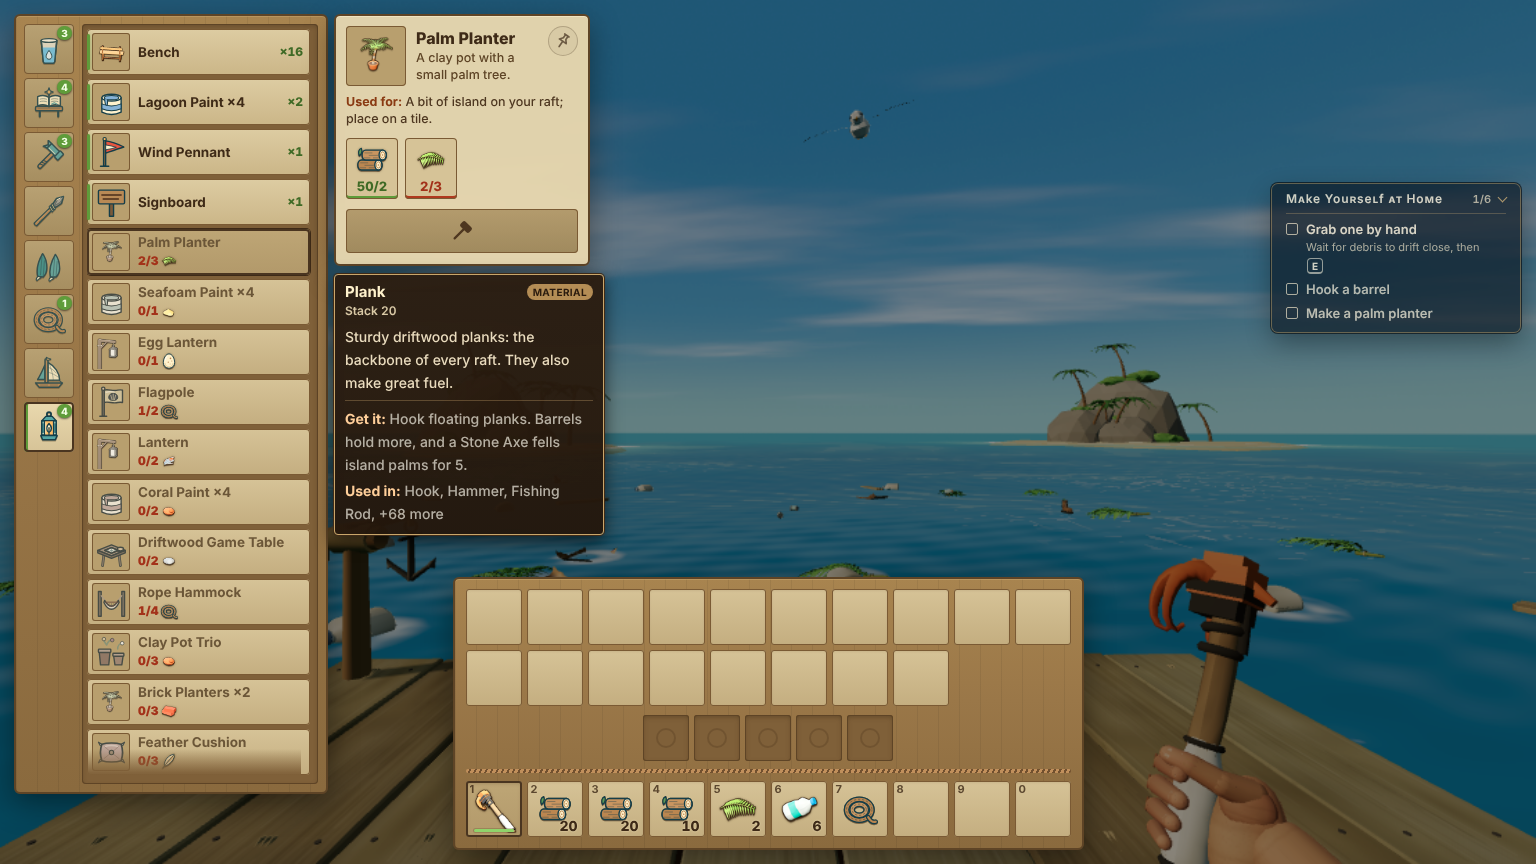 3
4
3
1
4
Bench ×16
Lagoon Paint ×4 ×2
Wind Pennant ×1
Signboard ×1
Palm Planter
2/3
Seafoam Paint ×4
0/1
Egg Lantern
0/1
Flagpole
1/2
Lantern
0/2
Coral Paint ×4
0/2
Driftwood Game Table
0/2
Rope Hammock
1/4
Clay Pot Trio
0/3
Brick Planters ×2
0/3
Feather Cushion
0/3
Palm Planter
A clay pot with a
small palm tree.
Used for: A bit of island on your raft;
place on a tile.
50/2 2/3
Plank MATERIAL
Stack 20
Sturdy driftwood planks: the
backbone of every raft. They also
make great fuel.
Get it: Hook floating planks. Barrels
hold more, and a Stone Axe fells
island palms for 5.
Used in: Hook, Hammer, Fishing
Rod, +68 more
Make Yourself at Home 1/6
Grab one by hand
Wait for debris to drift close, then
E
Hook a barrel
Make a palm planter
1 2 3 4 5 6 7 8 9 0
20 20 10 2 6